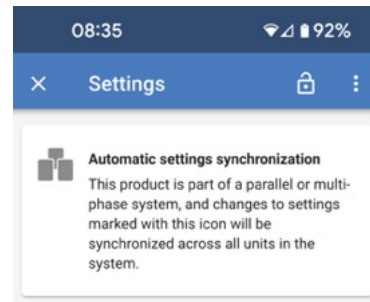 08:35 92%
Settings
Automatic settings synchronization
This product is part of a parallel or multi-
phase system, and changes to settings
marked with this icon will be
synchronized across all units in the
system.